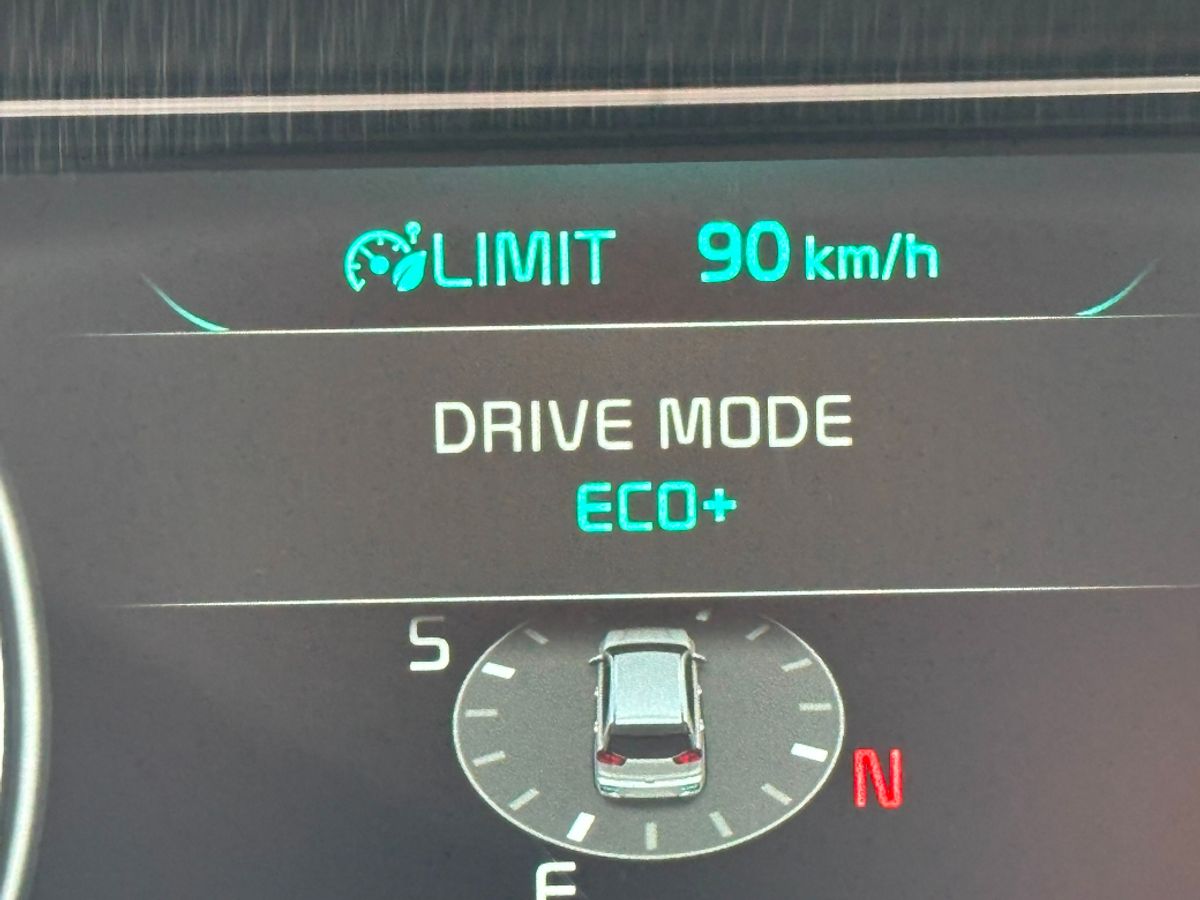 LIMIT 90 km/h
DRIVE MODE
ECO+
S
N
E